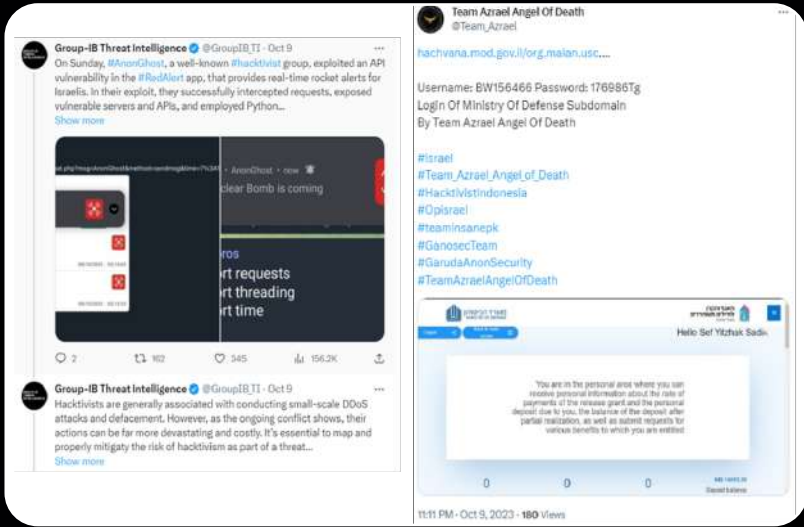 Group-IB Threat Intelligence @GroupIB_TI · Oct 9
On Sunday, #AnonGhost, a well-known #hacktivist group, exploited an API
vulnerability in the #RedAlert app, that provides real-time rocket alerts for
Israelis. In their exploit, they successfully intercepted requests, exposed
vulnerable servers and APIs, and employed Python...
Show more
AnonGhost • now
clear Bomb is coming
ros
rt requests
rt threading
rt time
2 162 345 156.2K
Group-IB Threat Intelligence @GroupIB_TI · Oct 9
Hacktivists are generally associated with conducting small-scale DDoS
attacks and defacement. However, as the ongoing conflict shows, their
actions can be far more devastating and costly. It's essential to map and
properly mitigaty the risk of hacktivism as part of a threat...
Show more
Team Azrael Angel Of Death
@Team_Azrael
hachvana.mod.gov.il/org.malan.usc....
Username: BW156466 Password: 176986Tg
Login Of Ministry Of Defense Subdomain
By Team Azrael Angel Of Death
#israel
#Team_Azrael_Angel_of_Death
#HacktivistIndonesia
#Opisrael
#teaminsanepk
#GanosecTeam
#GarudaAnonSecurity
#TeamAzraelAngelOfDeath
משרד הביטחון
Hello Sef Yitzhak Sadi
You are in the personal area where you can
receive personal information about the rate of
payments of the release grant and the personal
deposit due to you, the balance of the deposit after
partial realization, as well as submit requests for
various benefits to which you are entitled
0 0 0
11:11 PM · Oct 9, 2023 · 180 Views